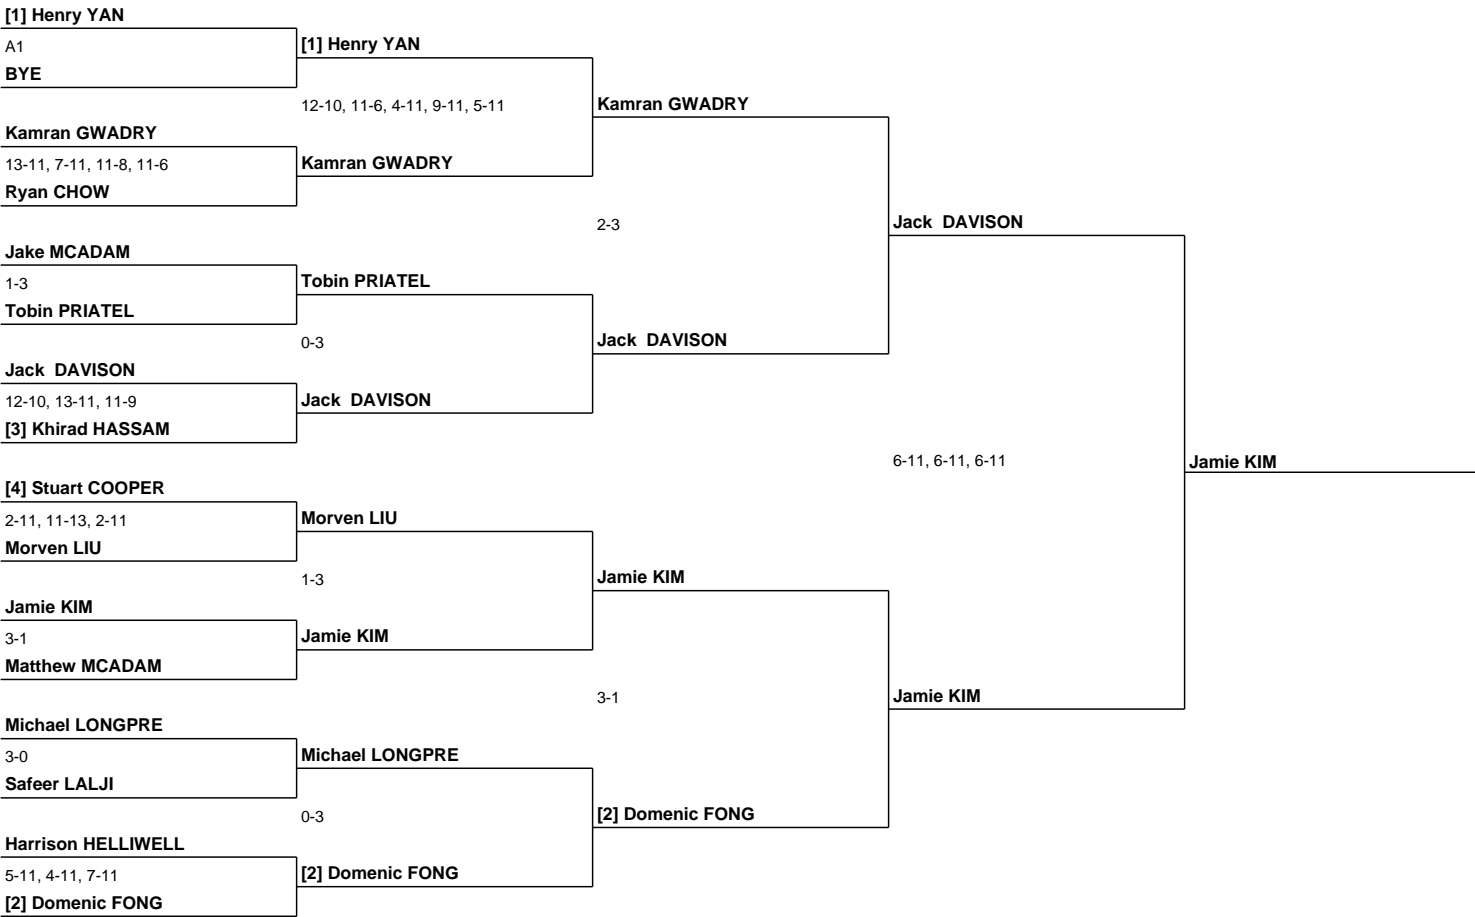 [1] Henry YAN
A1
BYE
Kamran GWADRY
13-11, 7-11, 11-8, 11-6
Ryan CHOW
Jake MCADAM
1-3
Tobin PRIATEL
Jack  DAVISON
12-10, 13-11, 11-9
[3] Khirad HASSAM
[4] Stuart COOPER
2-11, 11-13, 2-11
Morven LIU
Jamie KIM
3-1
Matthew MCADAM
Michael LONGPRE
3-0
Safeer LALJI
Harrison HELLIWELL
5-11, 4-11, 7-11
[2] Domenic FONG
[1] Henry YAN
12-10, 11-6, 4-11, 9-11, 5-11
Kamran GWADRY
Tobin PRIATEL
0-3
Jack  DAVISON
Morven LIU
1-3
Jamie KIM
Michael LONGPRE
0-3
[2] Domenic FONG
Kamran GWADRY
2-3
Jack  DAVISON
Jamie KIM
3-1
[2] Domenic FONG
Jack  DAVISON
6-11, 6-11, 6-11
Jamie KIM
Jamie KIM